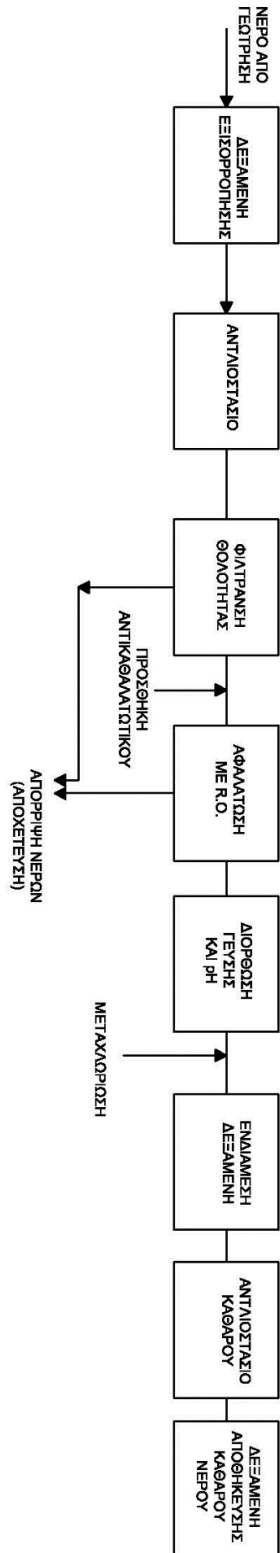 ΝΕΡΟ ΑΠΟ
ΓΕΩΤΡΗΣΗ
ΔΕΞΑΜΕΝΗ
ΕΞΙΣΟΡΡΟΠΗΣΗΣ
ΑΝΤΛΙΟΣΤΑΣΙΟ
ΦΙΛΤΡΑΝΣΗ
ΘΟΛΟΤΗΤΑΣ
ΠΡΟΣΘΗΚΗ
ΑΝΤΙΚΑΘΑΛΑΤΩΤΙΚΟΥ
ΑΦΑΛΑΤΩΣΗ
ΜΕ R.O.
ΑΠΟΡΡΙΨΗ ΝΕΡΩΝ
(ΑΠΟΧΕΤΕΥΣΗ)
ΔΙΟΡΘΩΣΗ
ΓΕΥΣΗΣ
ΚΑΙ pH
ΜΕΤΑΧΛΩΡΙΩΣΗ
ΕΝΔΙΑΜΕΣΗ
ΔΕΞΑΜΕΝΗ
ΑΝΤΛΙΟΣΤΑΣΙΟ
ΚΑΘΑΡΟΥ
ΔΕΞΑΜΕΝΗ
ΑΠΟΘΗΚΕΥΣΗΣ
ΚΑΘΑΡΟΥ
ΝΕΡΟΥ